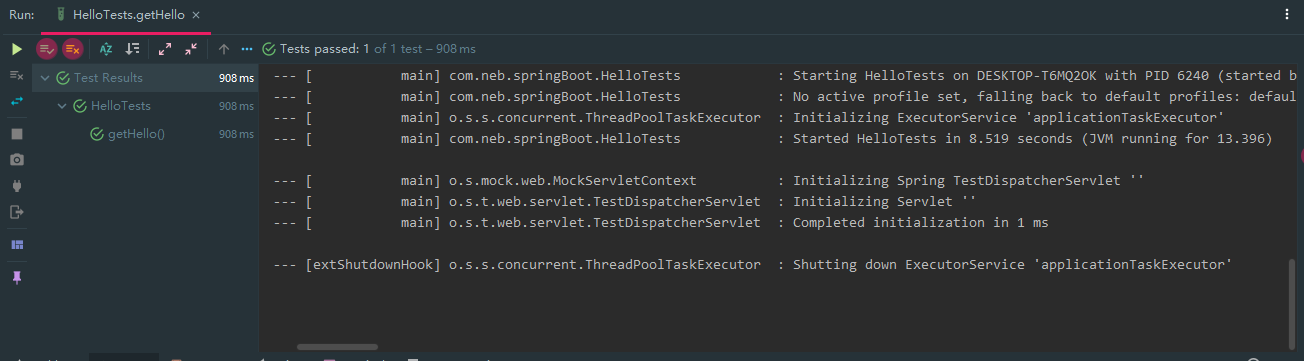 Run: HelloTests.getHello ×
Tests passed: 1 of 1 test – 908 ms
Test Results 908 ms
HelloTests 908 ms
getHello() 908 ms
--- [           main] com.neb.springBoot.HelloTests            : Starting HelloTests on DESKTOP-T6MQ2OK with PID 6240 (started b
--- [           main] com.neb.springBoot.HelloTests            : No active profile set, falling back to default profiles: defaul
--- [           main] o.s.s.concurrent.ThreadPoolTaskExecutor  : Initializing ExecutorService 'applicationTaskExecutor'
--- [           main] com.neb.springBoot.HelloTests            : Started HelloTests in 8.519 seconds (JVM running for 13.396)
--- [           main] o.s.mock.web.MockServletContext          : Initializing Spring TestDispatcherServlet ''
--- [           main] o.s.t.web.servlet.TestDispatcherServlet  : Initializing Servlet ''
--- [           main] o.s.t.web.servlet.TestDispatcherServlet  : Completed initialization in 1 ms
--- [extShutdownHook] o.s.s.concurrent.ThreadPoolTaskExecutor  : Shutting down ExecutorService 'applicationTaskExecutor'